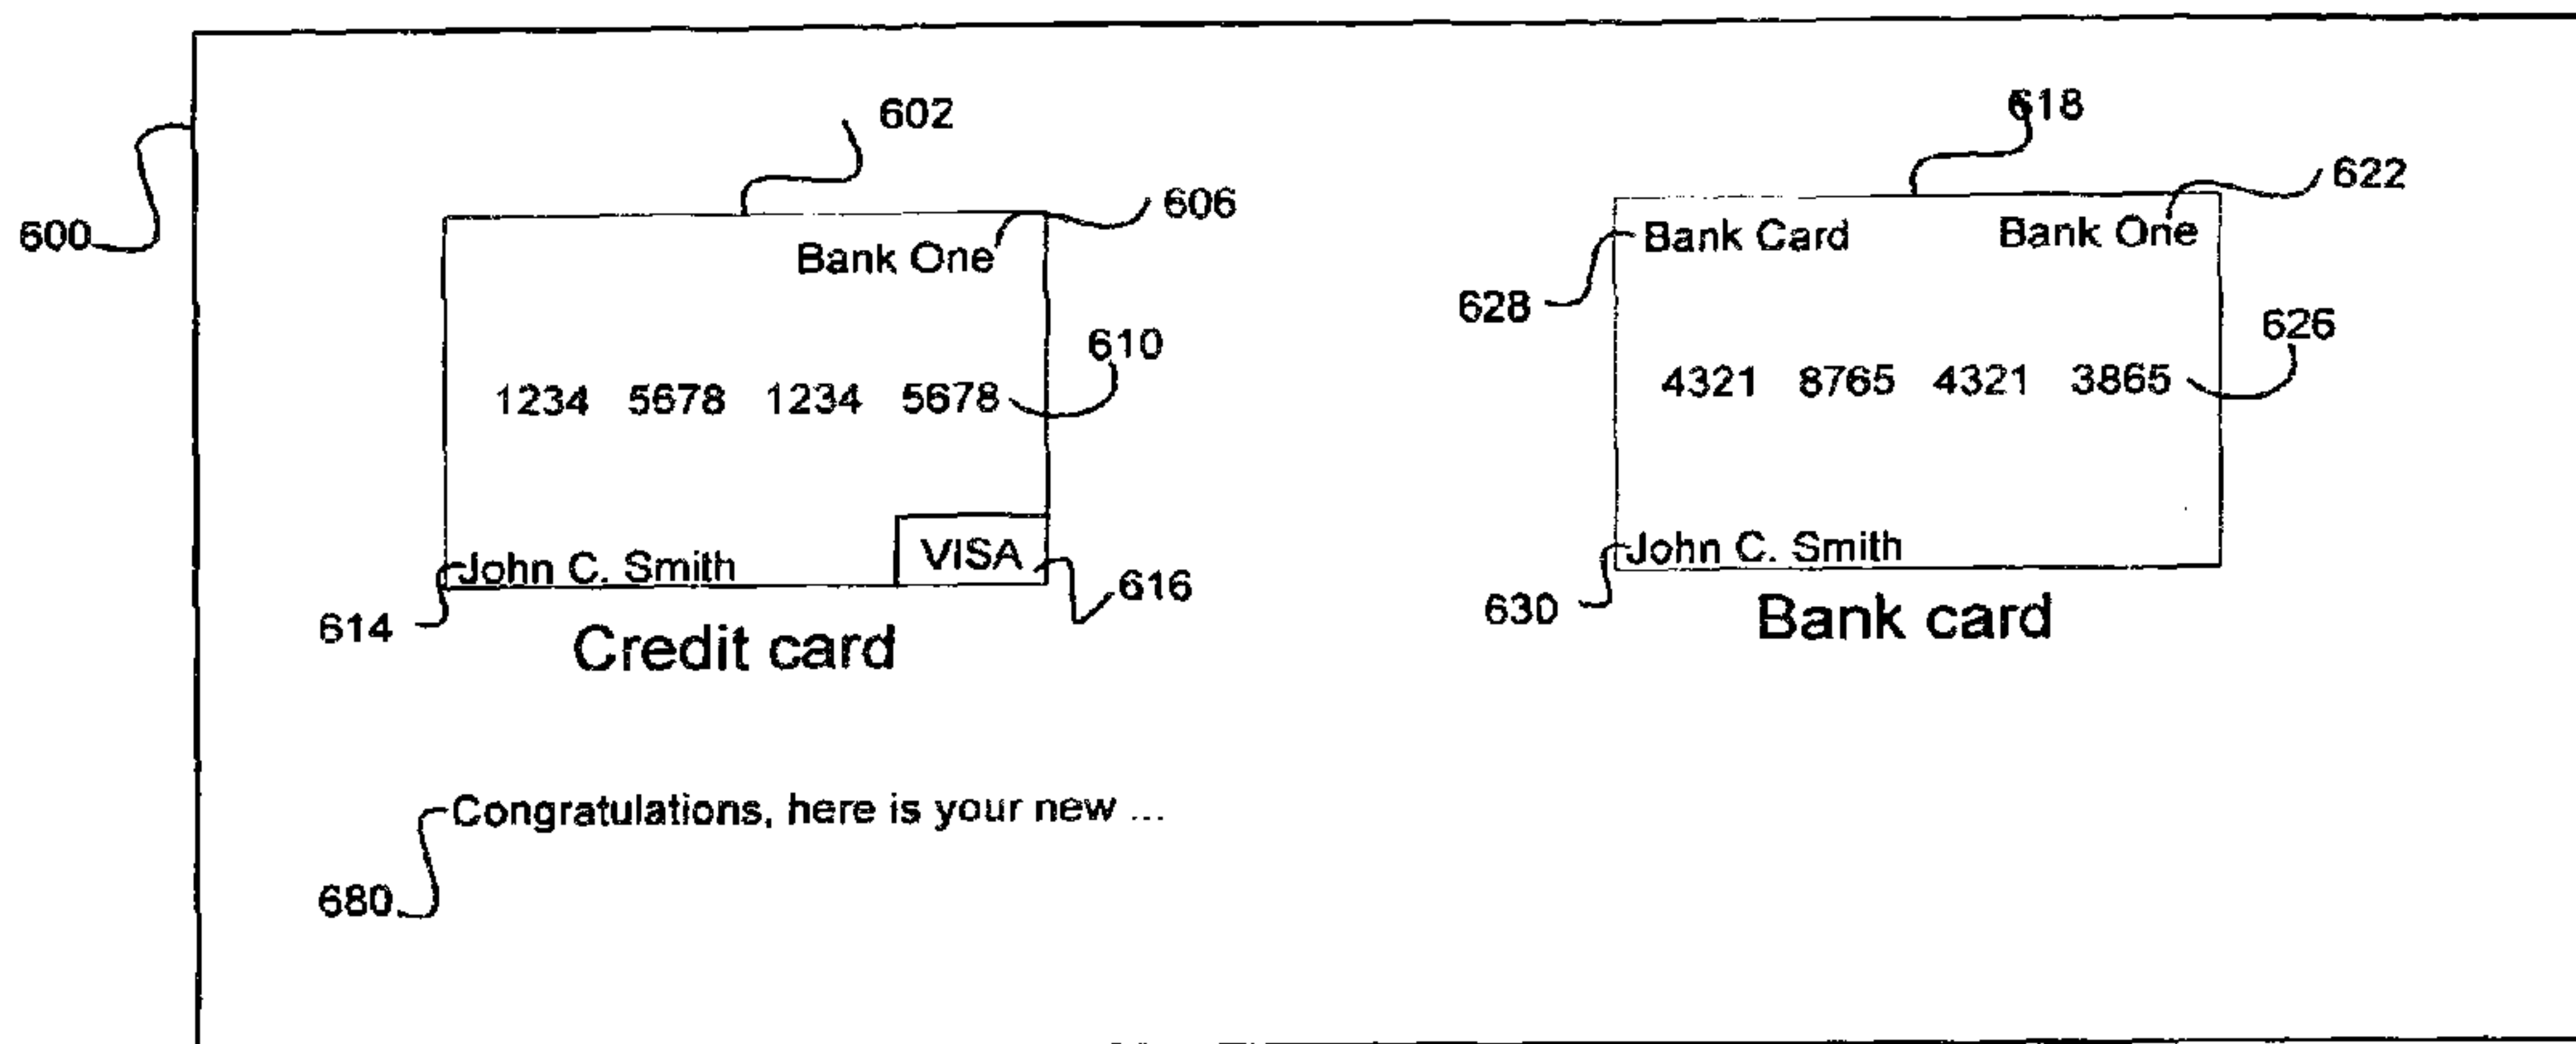 602
618
606
622
600
Bank One
Bank Card
Bank One
628
610
626
1234 5678 1234 5678
4321 8765 4321 3865
John C. Smith
VISA
John C. Smith
614
616
630
Credit card
Bank card
Congratulations, here is your new ...
680